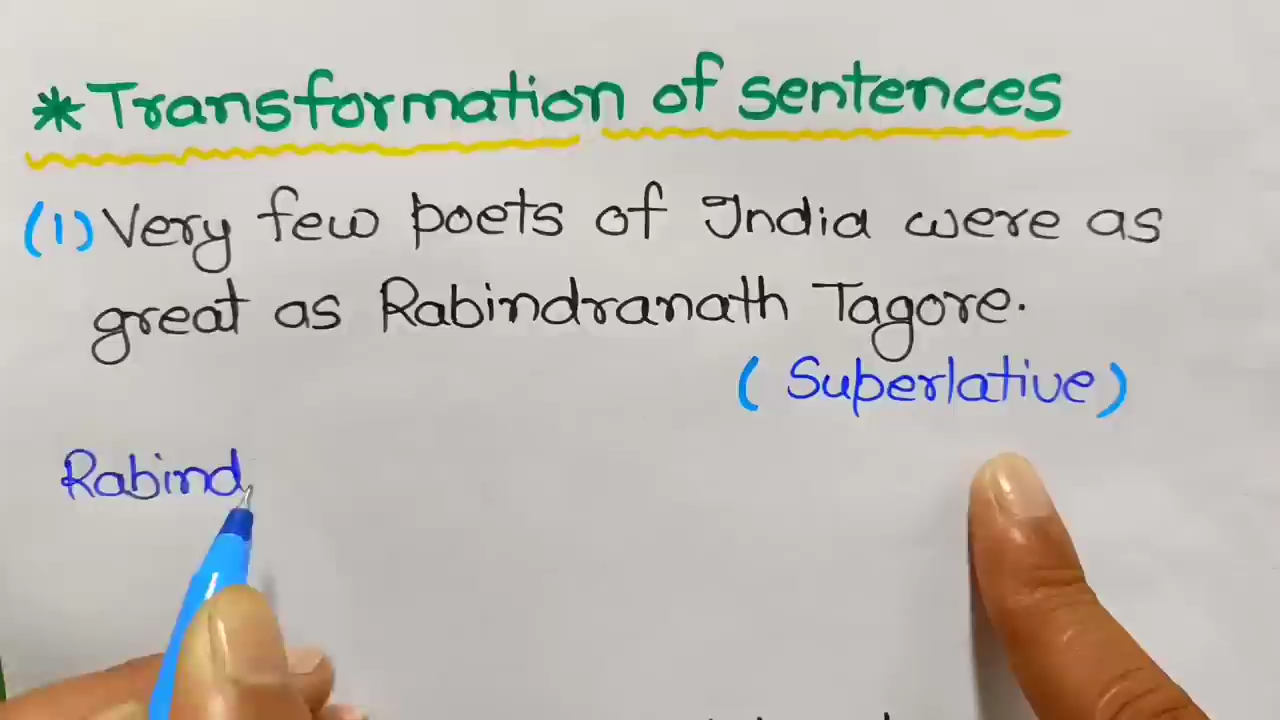 *Transformation of sentences
(1) Very few poets of India were as
great as Rabindranath Tagore.
(Superlative)
Rabind